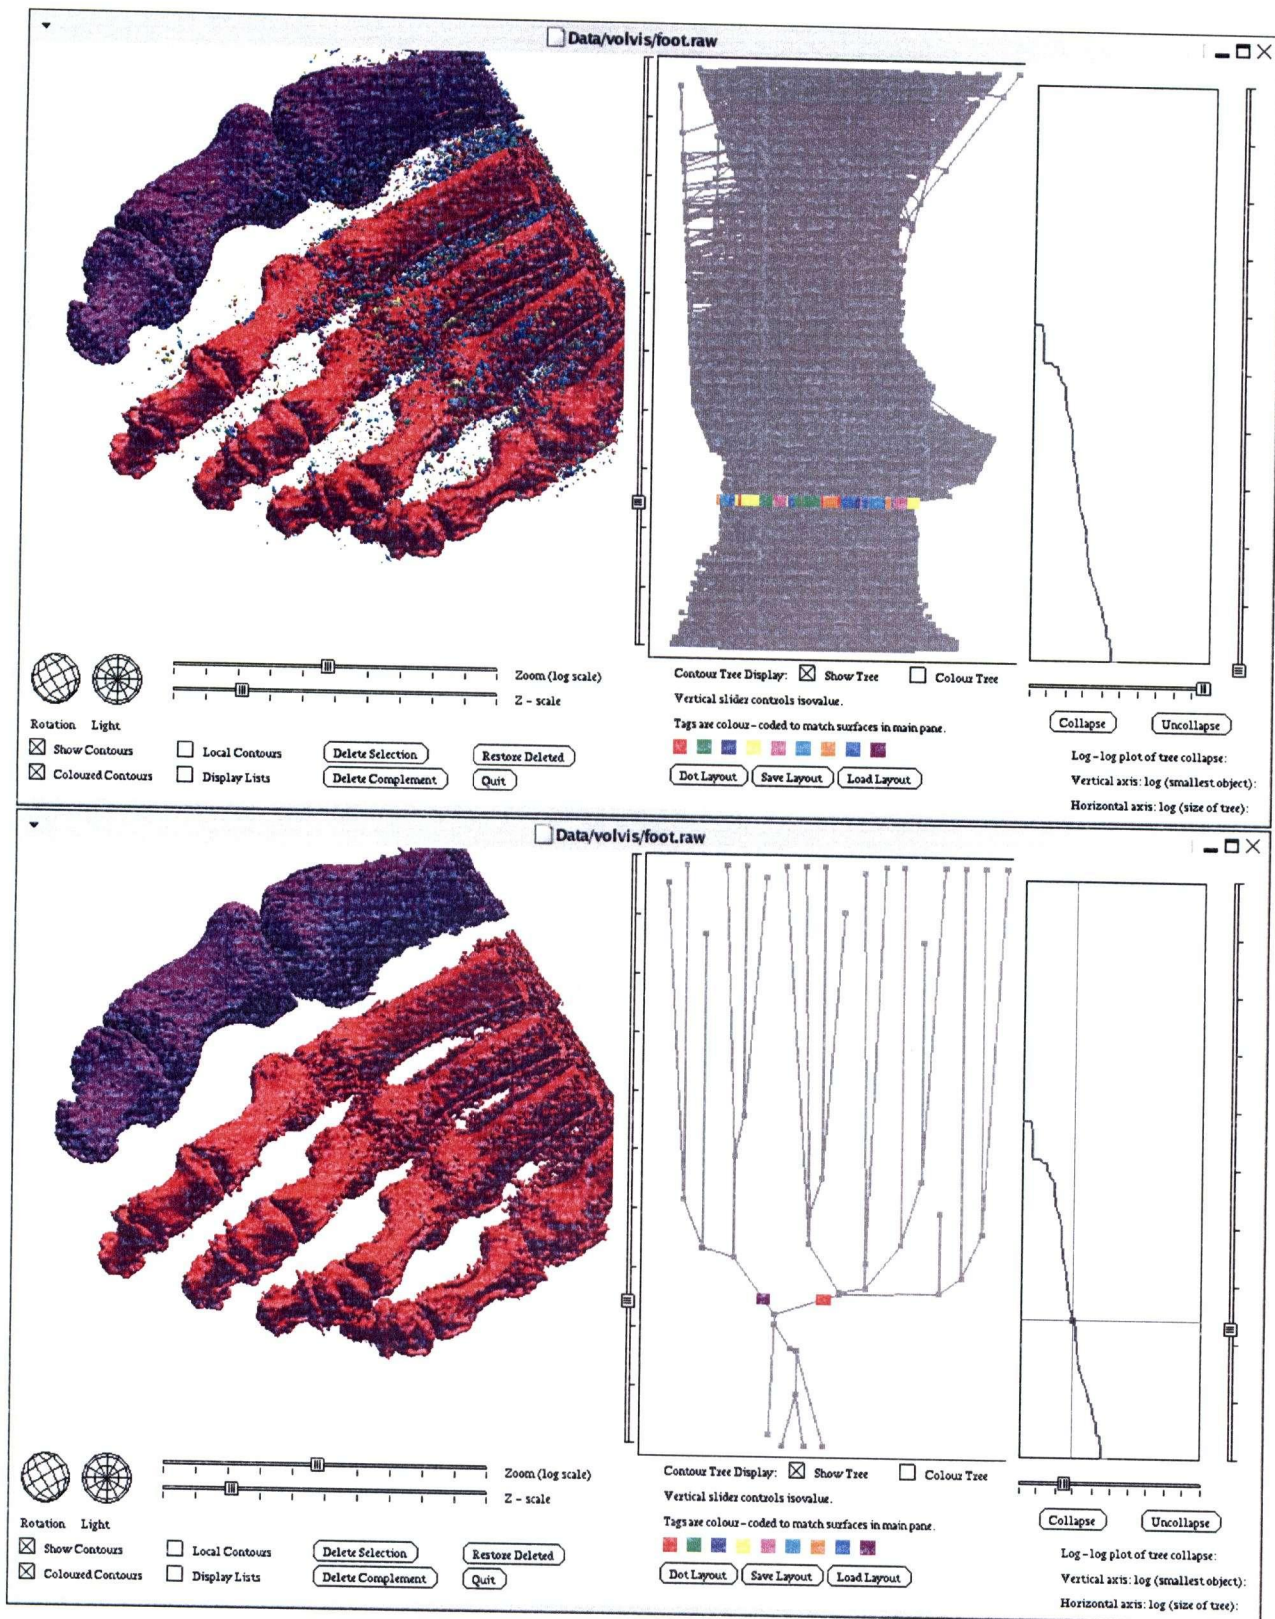 Data/volvis/foot.raw
Zoom (log scale)
Z - scale
Rotation Light
Show Contours
Local Contours
Delete Selection
Restore Deleted
Coloured Contours
Display Lists
Delete Complement
Quit
Contour Tree Display: Show Tree Colour Tree
Vertical slider controls isovalue.
Tags are colour-coded to match surfaces in main pane.
Dot Layout Save Layout Load Layout
Collapse Uncollapse
Log-log plot of tree collapse:
Vertical axis: log (smallest object):
Horizontal axis: log (size of tree):
Data/volvis/foot.raw
Zoom (log scale)
Z - scale
Rotation Light
Show Contours
Local Contours
Delete Selection
Restore Deleted
Coloured Contours
Display Lists
Delete Complement
Quit
Contour Tree Display: Show Tree Colour Tree
Vertical slider controls isovalue.
Tags are colour-coded to match surfaces in main pane.
Dot Layout Save Layout Load Layout
Collapse Uncollapse
Log-log plot of tree collapse:
Vertical axis: log (smallest object):
Horizontal axis: log (size of tree):